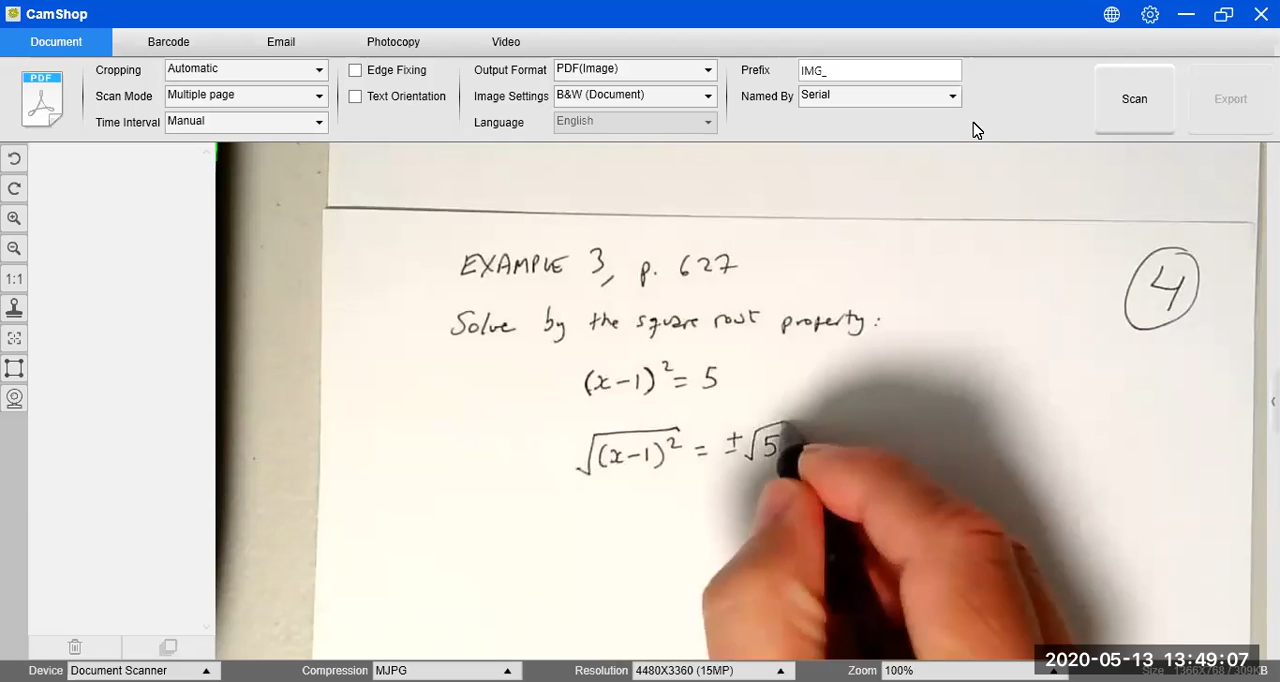 CamShop
Document Barcode Email Photocopy Video
PDF
Cropping Automatic
Scan Mode Multiple page
Time Interval Manual
Edge Fixing
Text Orientation
Output Format PDF(Image)
Image Settings B&W (Document)
Language English
Prefix IMG_
Named By Serial
Scan
Export
1:1
EXAMPLE 3, p. 627
4
Solve by the square root property:
(x-1)² = 5
√(x-1)² = ±√5
2020-05-13 13:49:07
Device Document Scanner Compression MJPG Resolution 4480X3360 (15MP) Zoom 100%